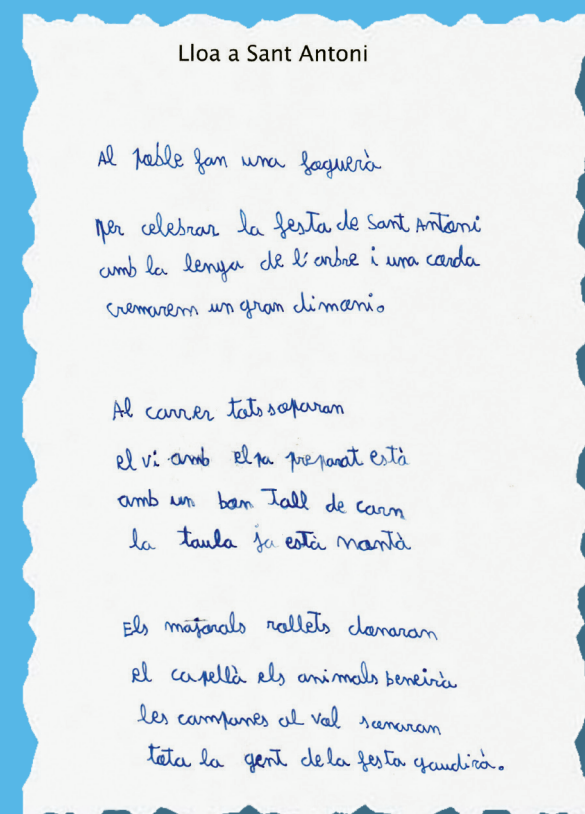 Lloa a Sant Antoni
Al poble fan una foguerà
per celebrar la festa de Sant Antoni
amb la lenya de l'arbre i una corda
cremarem un gran dimoni.
Al carrer tots soparan
el vi amb el pa preparat està
amb un bon Tall de carn
la taula ja està montà
Els majorals rollets donaran
el capellà els animals beneirà
les campanes al vol sonaran
tota la gent de la festa gaudirà.